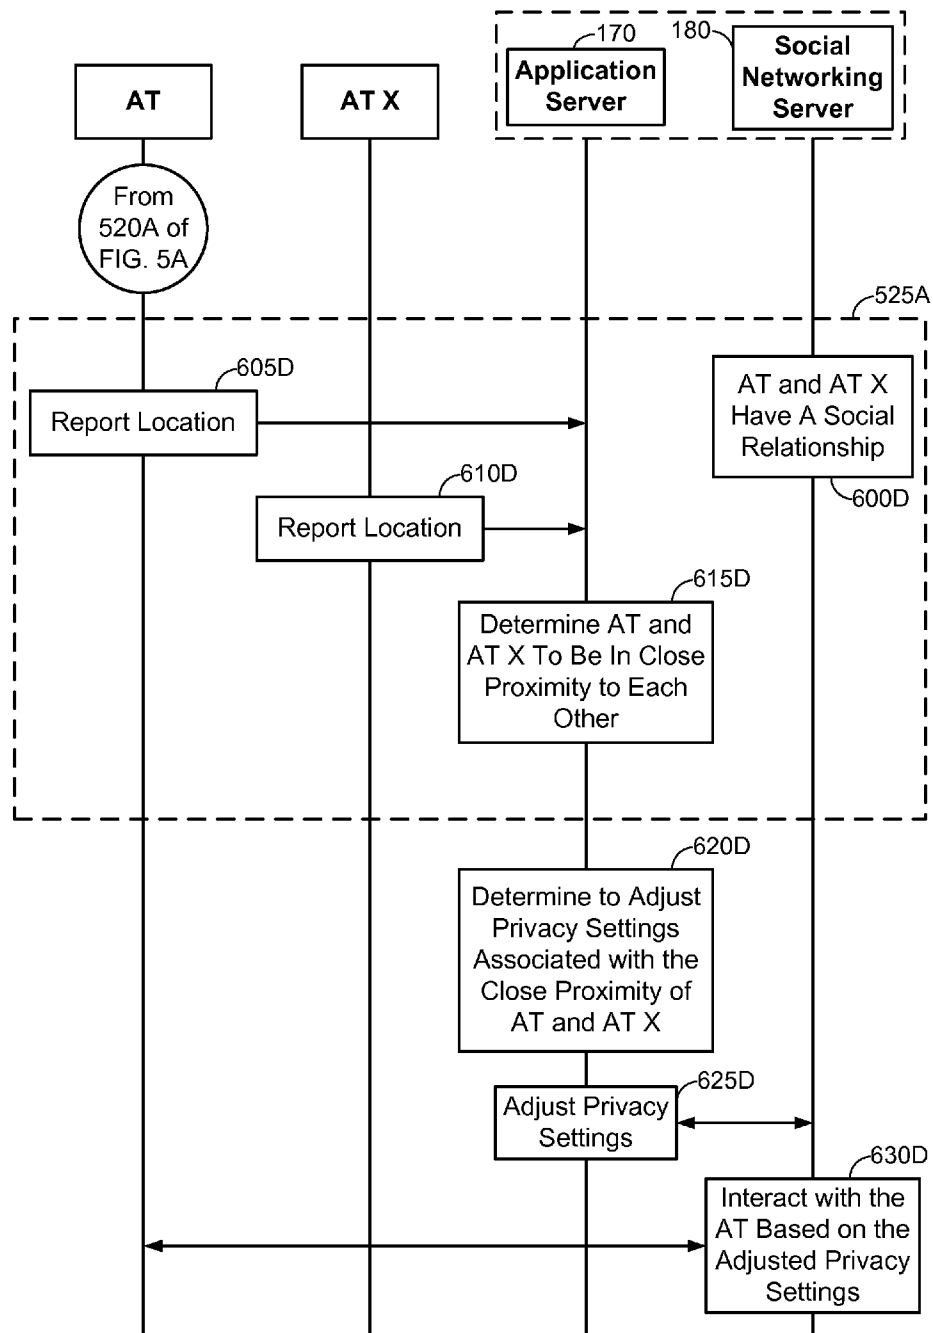 170
180
AT
AT X
Application
Server
Social
Networking
Server
From
520A of
FIG. 5A
525A
605D
Report Location
AT and AT X
Have A Social
Relationship
600D
610D
Report Location
615D
Determine AT and
AT X To Be In Close
Proximity to Each
Other
620D
Determine to Adjust
Privacy Settings
Associated with the
Close Proximity of
AT and AT X
625D
Adjust Privacy
Settings
630D
Interact with the
AT Based on the
Adjusted Privacy
Settings